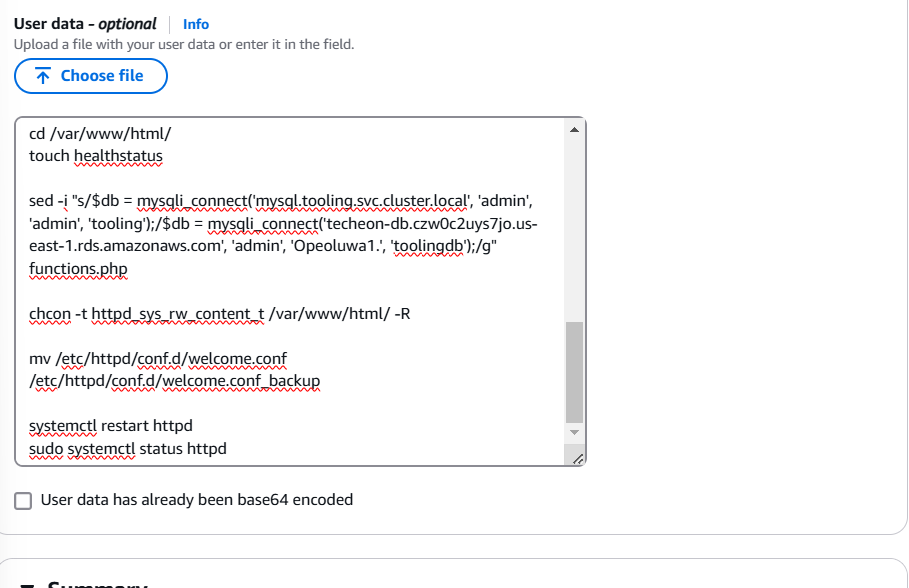 User data - optional Info
Upload a file with your user data or enter it in the field.
Choose file
cd /var/www/html/
touch healthstatus
sed -i "s/$db = mysqli_connect('mysql.tooling.svc.cluster.local', 'admin',
'admin', 'tooling');/$db = mysqli_connect('techeon-db.czw0c2uys7jo.us-
east-1.rds.amazonaws.com', 'admin', 'Opeoluwa1.', 'toolingdb');/g"
functions.php
chcon -t httpd_sys_rw_content_t /var/www/html/ -R
mv /etc/httpd/conf.d/welcome.conf
/etc/httpd/conf.d/welcome.conf_backup
systemctl restart httpd
sudo systemctl status httpd
User data has already been base64 encoded
Summary